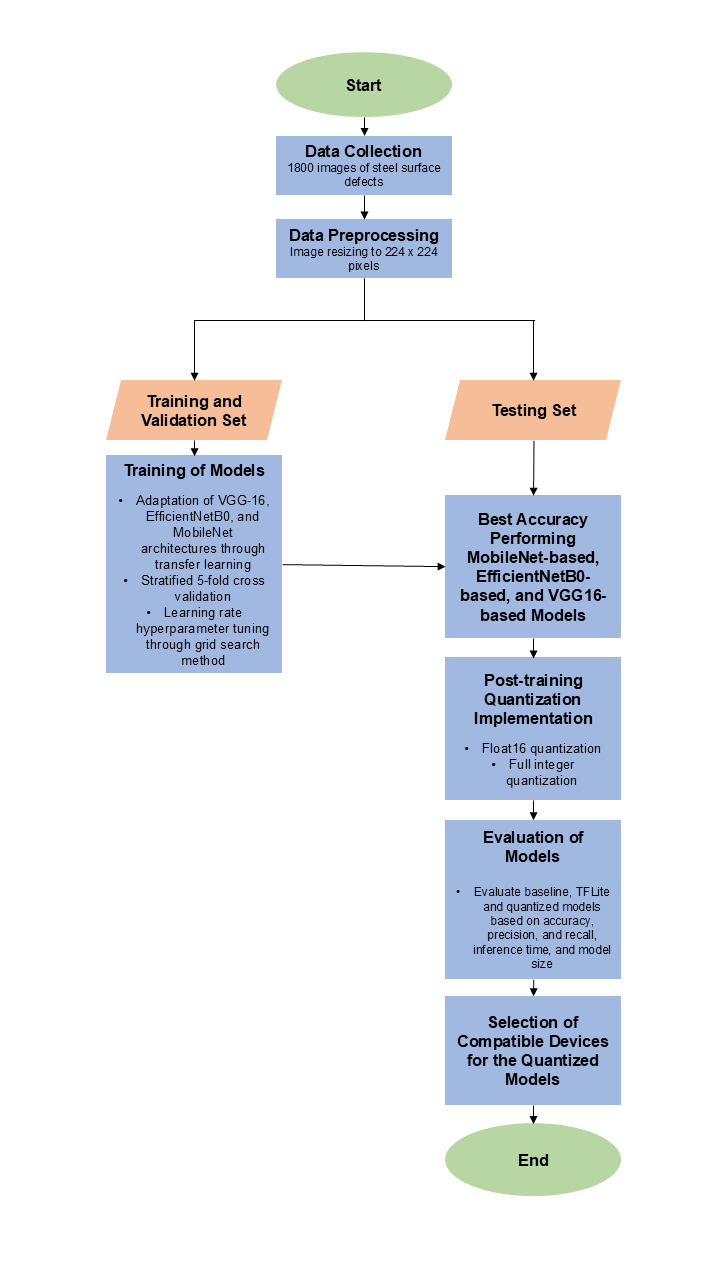 Start
Data Collection
1800 images of steel surface
defects
Data Preprocessing
Image resizing to 224 x 224
pixels
Training and
Validation Set
Testing Set
Training of Models
• Adaptation of VGG-16,
EfficientNetB0, and
MobileNet
architectures through
transfer learning
• Stratified 5-fold cross
validation
• Learning rate
hyperparameter tuning
through grid search
method
Best Accuracy
Performing
MobileNet-based,
EfficientNetB0-
based, and VGG16-
based Models
Post-training
Quantization
Implementation
• Float16 quantization
• Full integer
quantization
Evaluation of
Models
• Evaluate baseline, TFLite
and quantized models
based on accuracy,
precision, and recall,
inference time, and model
size
Selection of
Compatible Devices
for the Quantized
Models
End